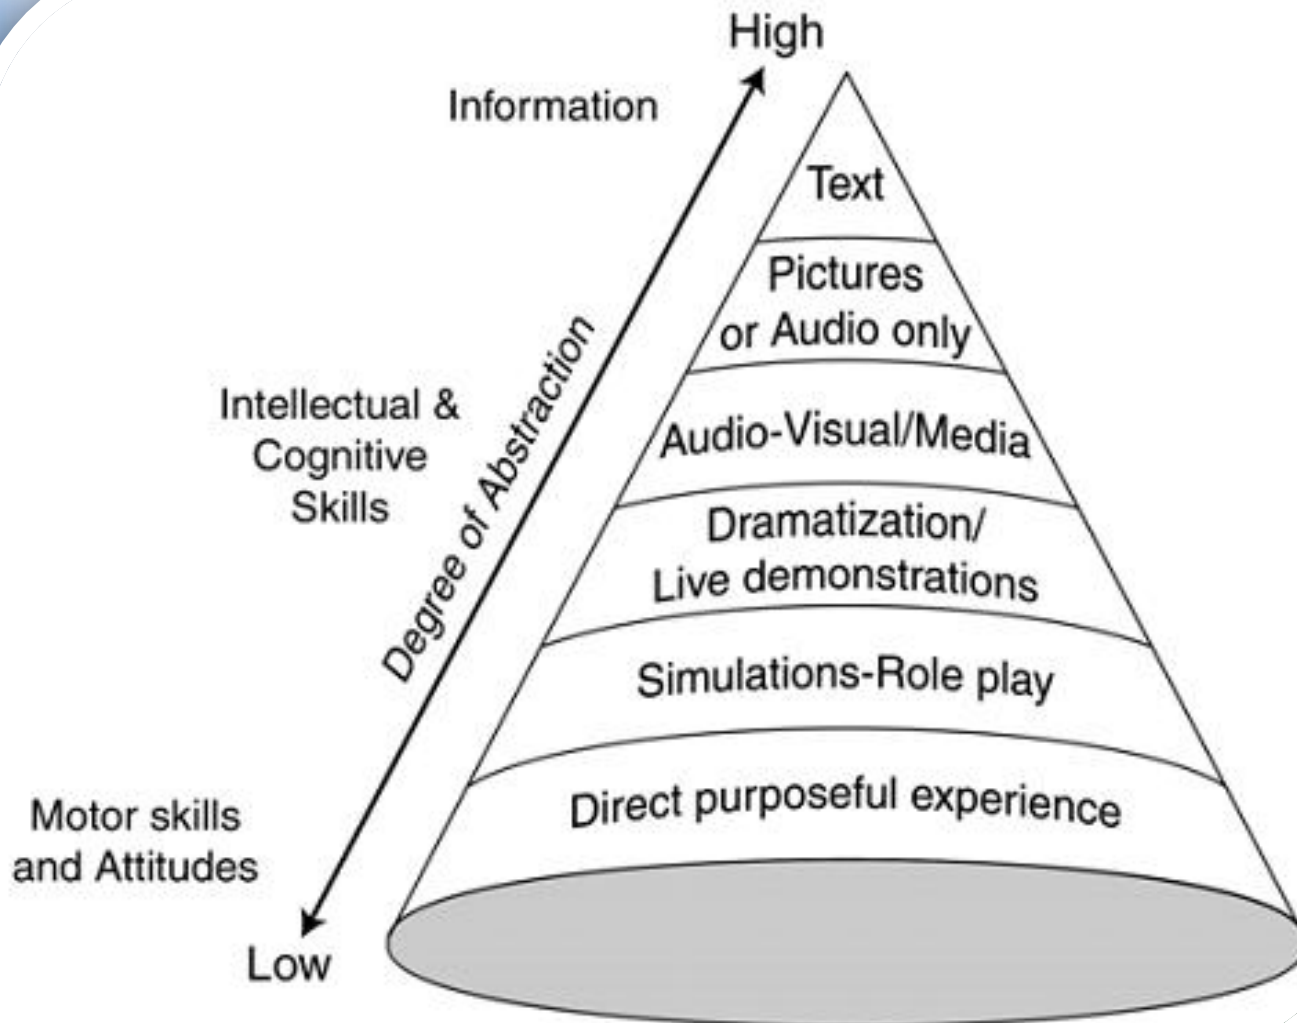 High
Information
Text
Pictures
or Audio only
Intellectual &
Cognitive
Skills
Degree of Abstraction
Audio-Visual/Media
Dramatization/
Live demonstrations
Simulations-Role play
Direct purposeful experience
Motor skills
and Attitudes
Low